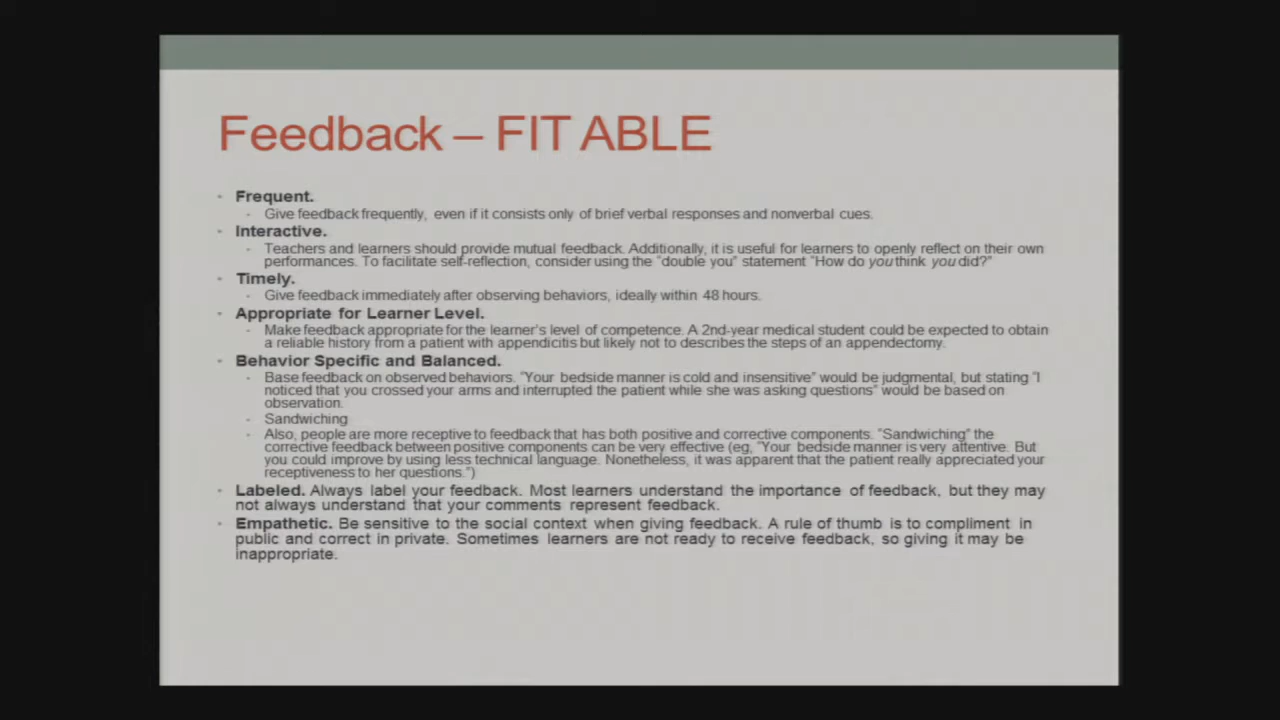 Feedback – FIT ABLE
• Frequent.
- Give feedback frequently, even if it consists only of brief verbal responses and nonverbal cues.
• Interactive.
- Teachers and learners should provide mutual feedback. Additionally, it is useful for learners to openly reflect on their own
performances. To facilitate self-reflection, consider using the "double you" statement "How do you think you did?"
• Timely.
- Give feedback immediately after observing behaviors, ideally within 48 hours.
• Appropriate for Learner Level.
- Make feedback appropriate for the learner's level of competence. A 2nd-year medical student could be expected to obtain
a reliable history from a patient with appendicitis but likely not to describes the steps of an appendectomy.
• Behavior Specific and Balanced.
- Base feedback on observed behaviors. "Your bedside manner is cold and insensitive" would be judgmental, but stating "I
noticed that you crossed your arms and interrupted the patient while she was asking questions" would be based on
observation.
- Sandwiching
- Also, people are more receptive to feedback that has both positive and corrective components. "Sandwiching" the
corrective feedback between positive components can be very effective (eg, "Your bedside manner is very attentive. But
you could improve by using less technical language. Nonetheless, it was apparent that the patient really appreciated your
receptiveness to her questions.")
• Labeled. Always label your feedback. Most learners understand the importance of feedback, but they may
not always understand that your comments represent feedback.
• Empathetic. Be sensitive to the social context when giving feedback. A rule of thumb is to compliment in
public and correct in private. Sometimes learners are not ready to receive feedback, so giving it may be
inappropriate.